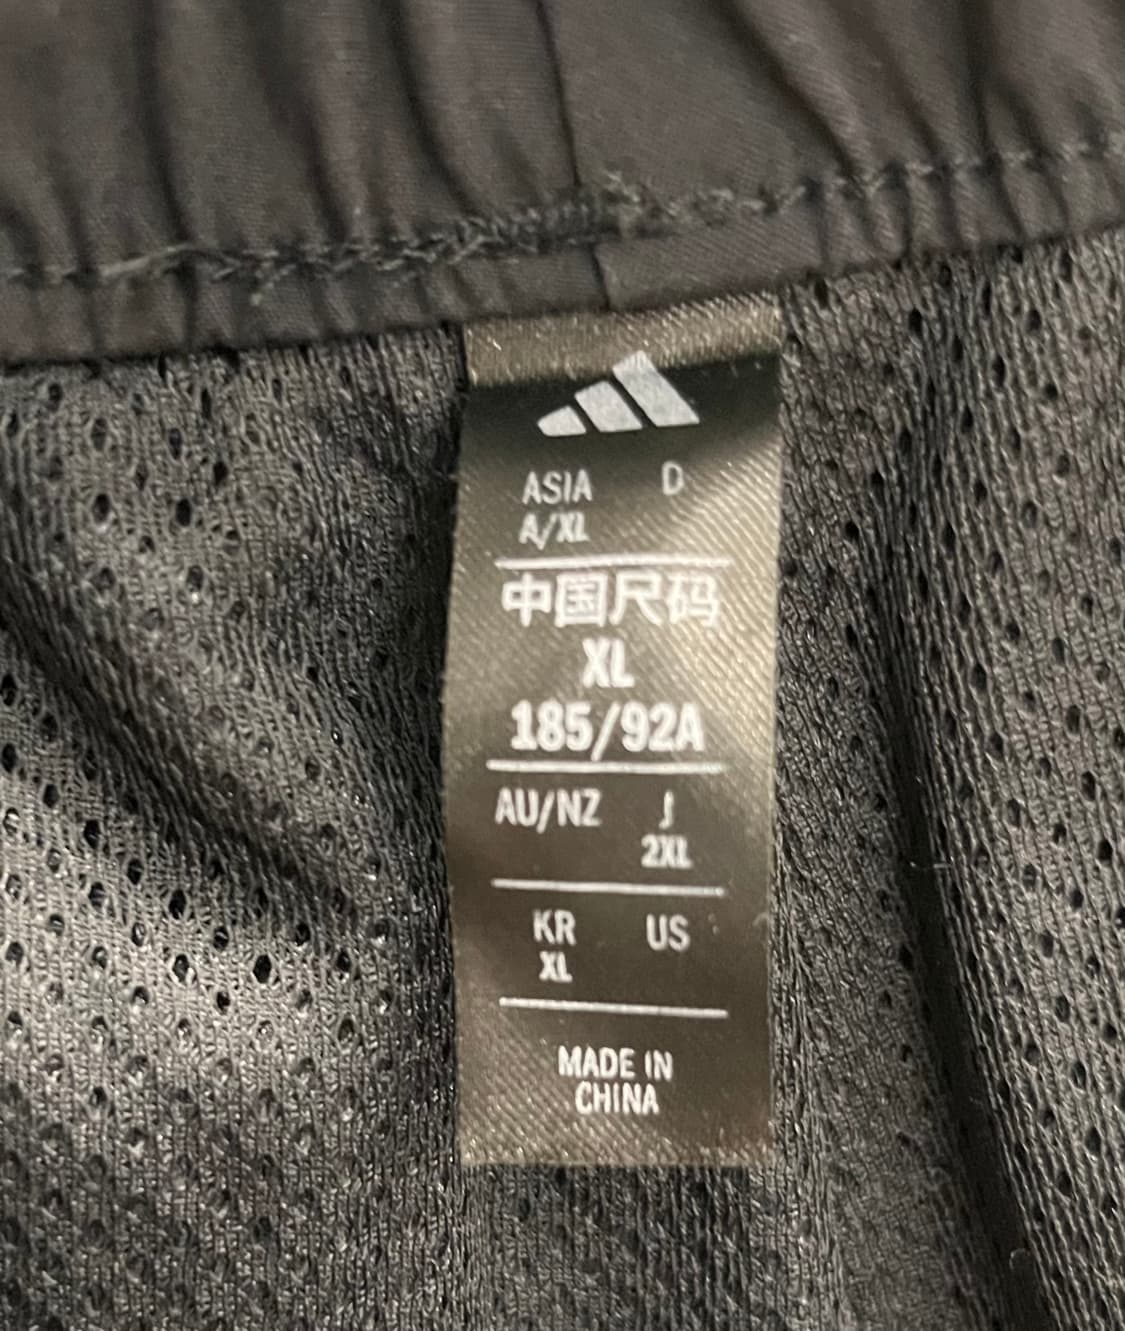 ASIA D
A/XL
中国尺码
XL
185/92A
AU/NZ J
2XL
KR US
XL
MADE IN
CHINA